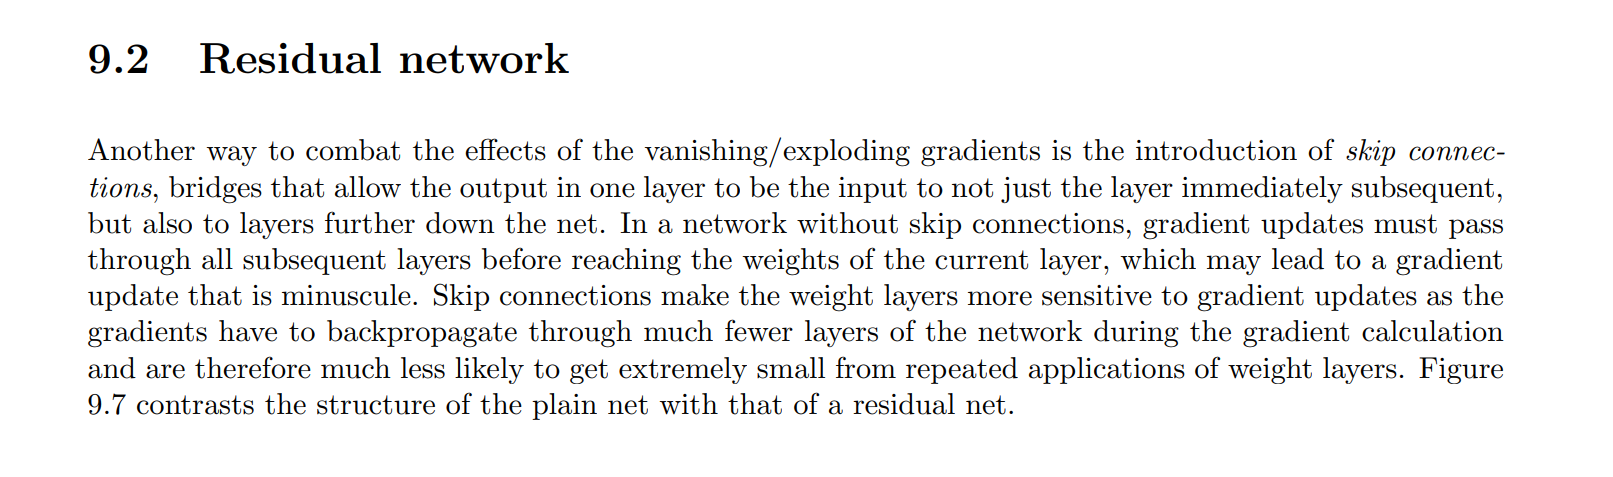 9.2 Residual network
Another way to combat the effects of the vanishing/exploding gradients is the introduction of skip connec-
tions, bridges that allow the output in one layer to be the input to not just the layer immediately subsequent,
but also to layers further down the net. In a network without skip connections, gradient updates must pass
through all subsequent layers before reaching the weights of the current layer, which may lead to a gradient
update that is minuscule. Skip connections make the weight layers more sensitive to gradient updates as the
gradients have to backpropagate through much fewer layers of the network during the gradient calculation
and are therefore much less likely to get extremely small from repeated applications of weight layers. Figure
9.7 contrasts the structure of the plain net with that of a residual net.